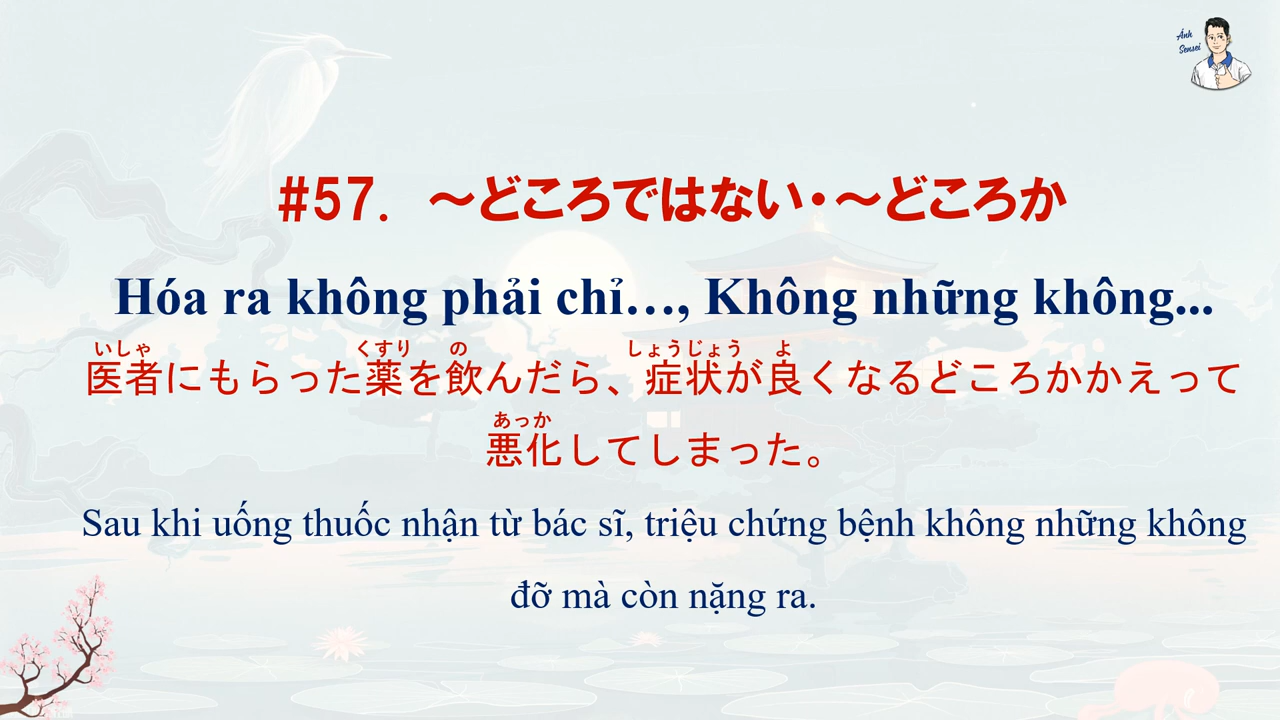 Ánh
Sensei
#57. ～どころではない・～どころか
Hóa ra không phải chỉ…, Không những không...
いしゃ くすり の しょうじょう よ
医者にもらった薬を飲んだら、症状が良くなるどころかかえって
あっか
悪化してしまった。
Sau khi uống thuốc nhận từ bác sĩ, triệu chứng bệnh không những không
đỡ mà còn nặng ra.